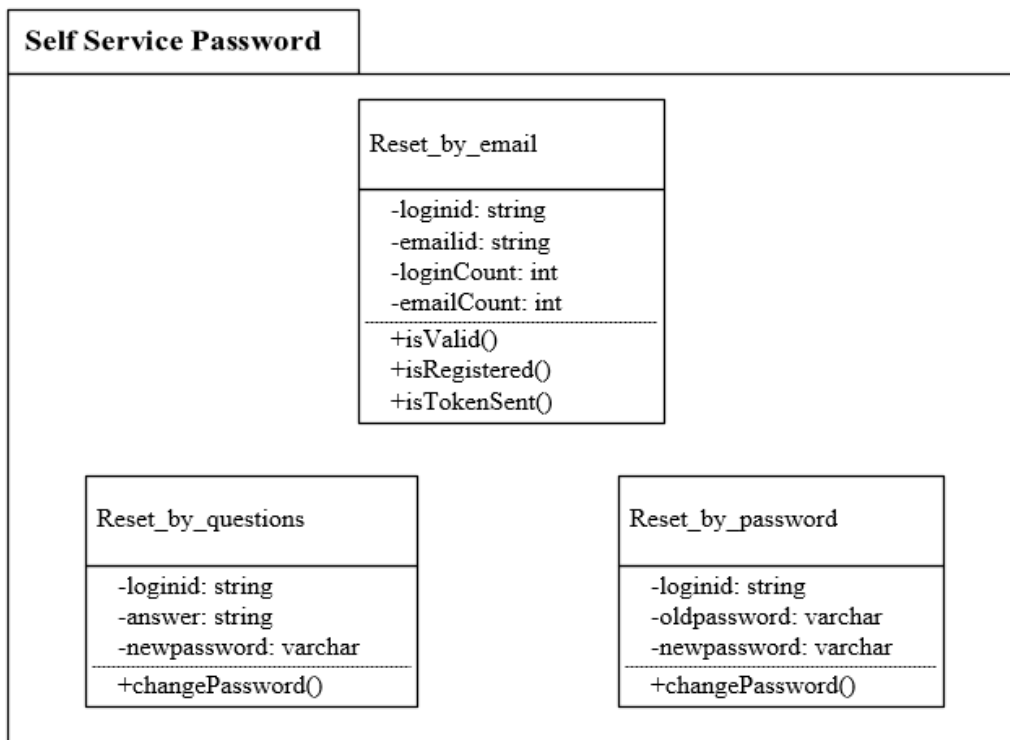 Self Service Password
Reset_by_email
-loginid: string
-emailid: string
-loginCount: int
-emailCount: int
+isValid()
+isRegistered()
+isTokenSent()
Reset_by_questions
-loginid: string
-answer: string
-newpassword: varchar
+changePassword()
Reset_by_password
-loginid: string
-oldpassword: varchar
-newpassword: varchar
+changePassword()